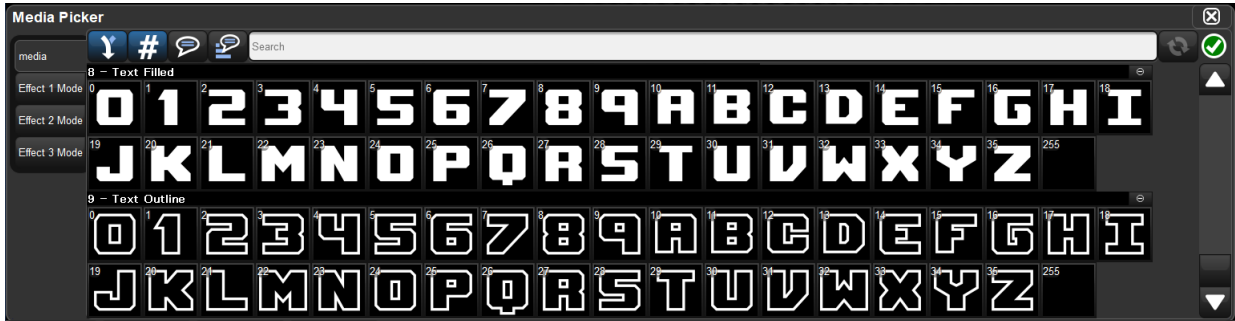 Media Picker
media
Effect 1 Mode
Effect 2 Mode
Effect 3 Mode
#
Search
8 - Text Filled
0 1 2 3 4 5 6 7 8 9 10 11 12 13 14 15 16 17 18
0 1 2 3 4 5 6 7 8 9 A B C D E F G H I
19 20 21 22 23 24 25 26 27 28 29 30 31 32 33 34 35 255
J K L M N O P Q R S T U V W X Y Z
9 - Text Outline
0 1 2 3 4 5 6 7 8 9 10 11 12 13 14 15 16 17 18
0 1 2 3 4 5 6 7 8 9 A B C D E F G H I
19 20 21 22 23 24 25 26 27 28 29 30 31 32 33 34 35 255
J K L M N O P Q R S T U V W X Y Z